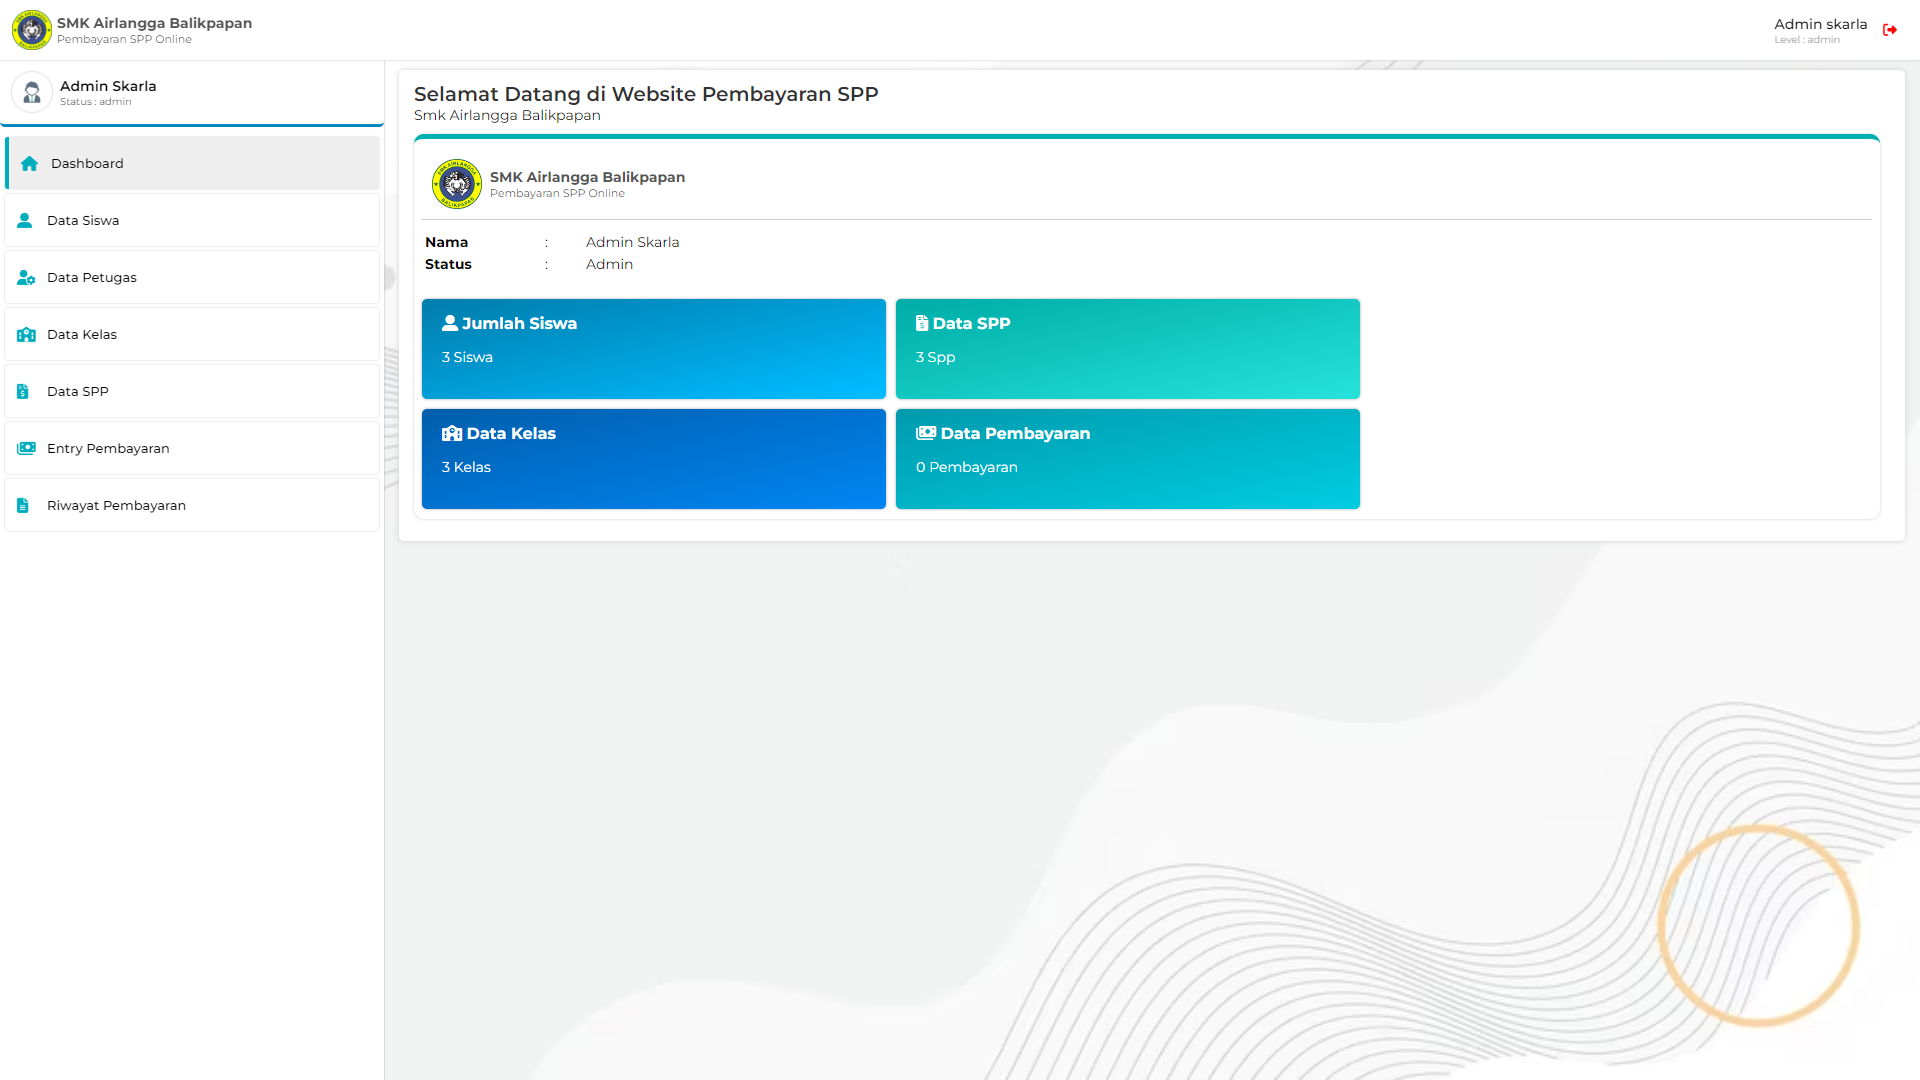 SMK Airlangga Balikpapan
Pembayaran SPP Online
Admin skarla
Level : admin
Admin Skarla
Status : admin
Dashboard
Data Siswa
Data Petugas
Data Kelas
Data SPP
Entry Pembayaran
Riwayat Pembayaran
Selamat Datang di Website Pembayaran SPP
Smk Airlangga Balikpapan
SMK AIRLANGGA
BALIKPAPAN
SMK Airlangga Balikpapan
Pembayaran SPP Online
Nama : Admin Skarla
Status : Admin
Jumlah Siswa
3 Siswa
Data SPP
3 Spp
Data Kelas
3 Kelas
Data Pembayaran
0 Pembayaran